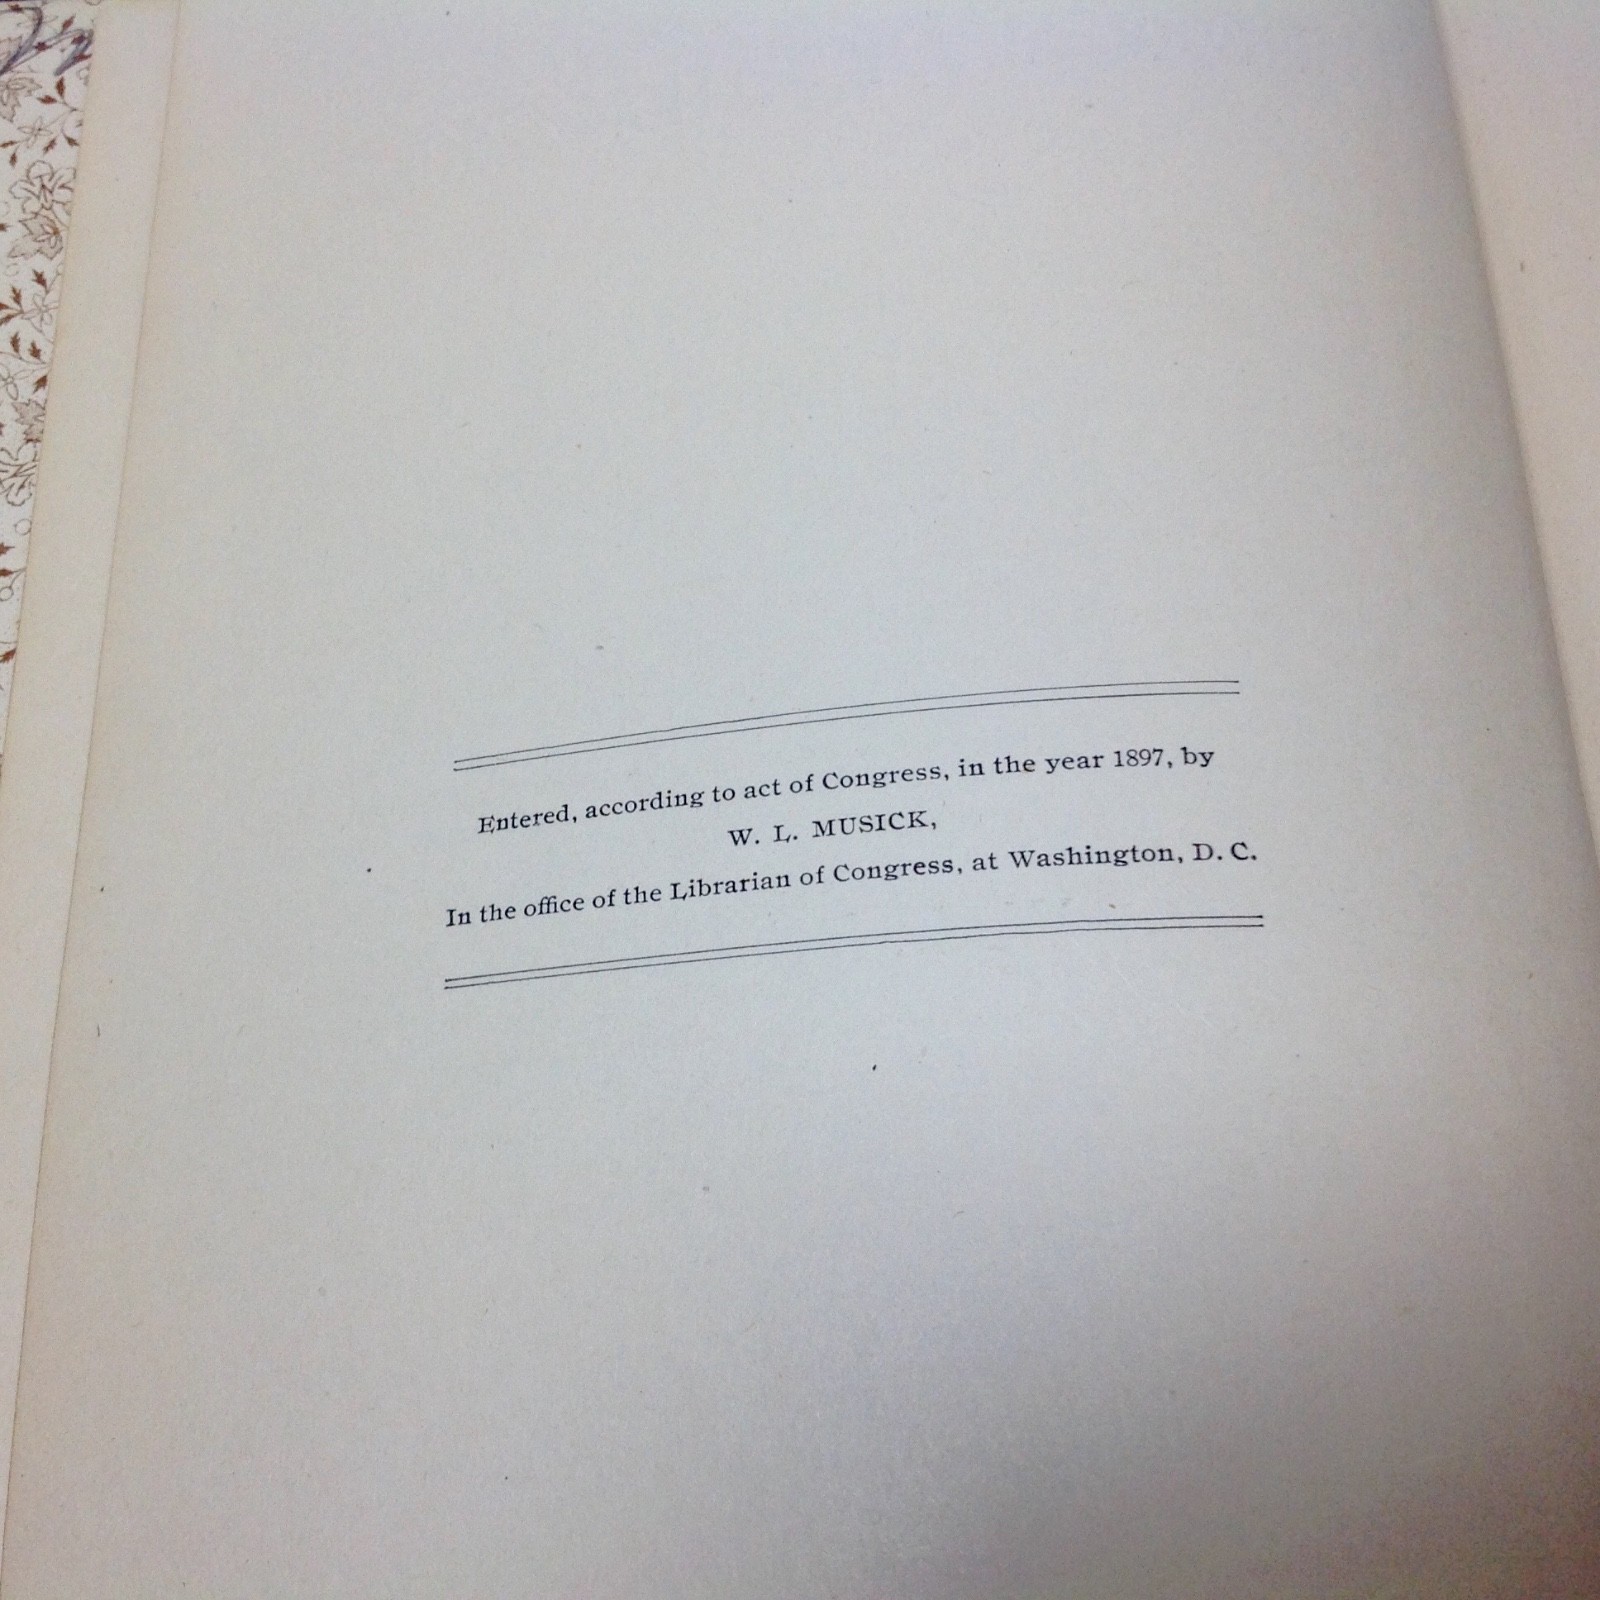 Entered, according to act of Congress, in the year 1897, by
W. L. MUSICK,
In the office of the Librarian of Congress, at Washington, D. C.